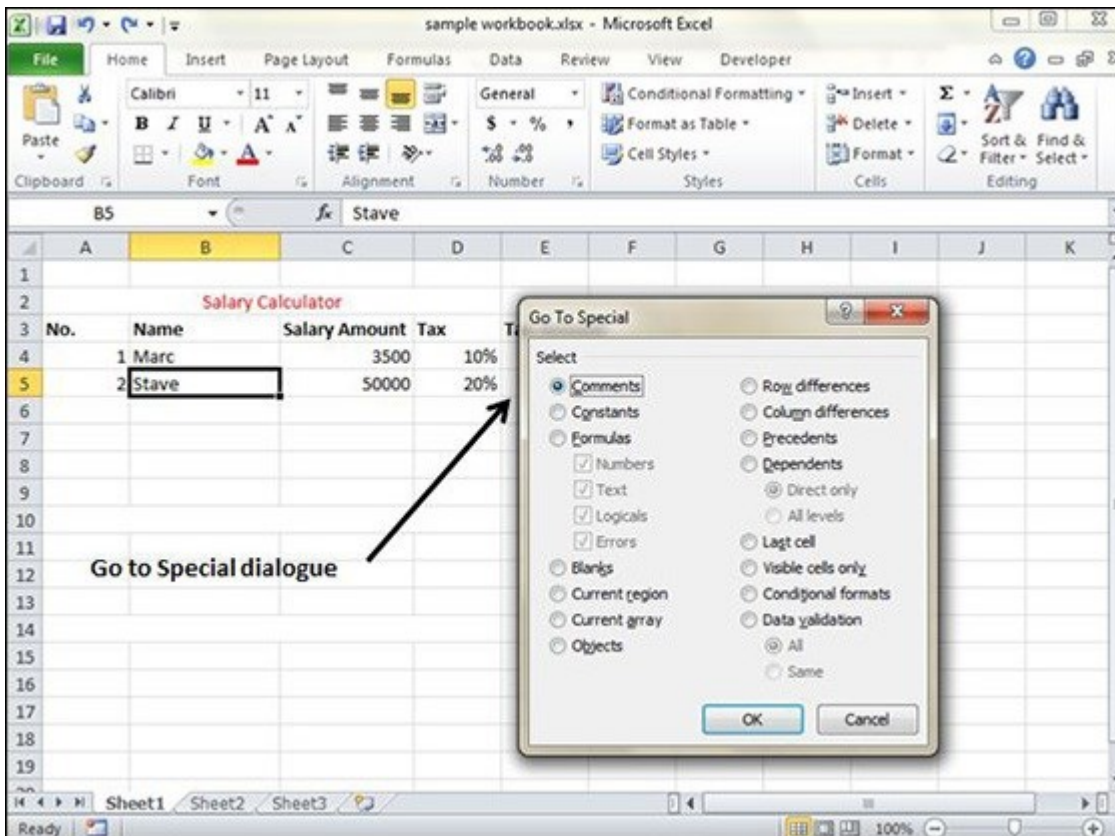 sample workbook.xlsx - Microsoft Excel
File Home Insert Page Layout Formulas Data Review View Developer
Calibri 11 General Conditional Formatting Insert Σ
Paste B I U A A $ % , Format as Table Delete Sort & Find &
A Cell Styles Format Filter Select
Clipboard Font Alignment Number Styles Cells Editing
B5 fx Stave
A B C D E F G H I J K
1
2 Salary Calculator
3 No. Name Salary Amount Tax
4 1 Marc 3500 10%
5 2 Stave 50000 20%
6
7
8
9
10
11
12
13
14
15
16
17
18
19
Go to Special dialogue
Go To Special
Select
Comments
Constants
Formulas
Numbers
Text
Logicals
Errors
Blanks
Current region
Current array
Objects
Row differences
Column differences
Precedents
Dependents
Direct only
All levels
Last cell
Visible cells only
Conditional formats
Data validation
All
Same
OK Cancel
Sheet1 Sheet2 Sheet3
Ready 100%